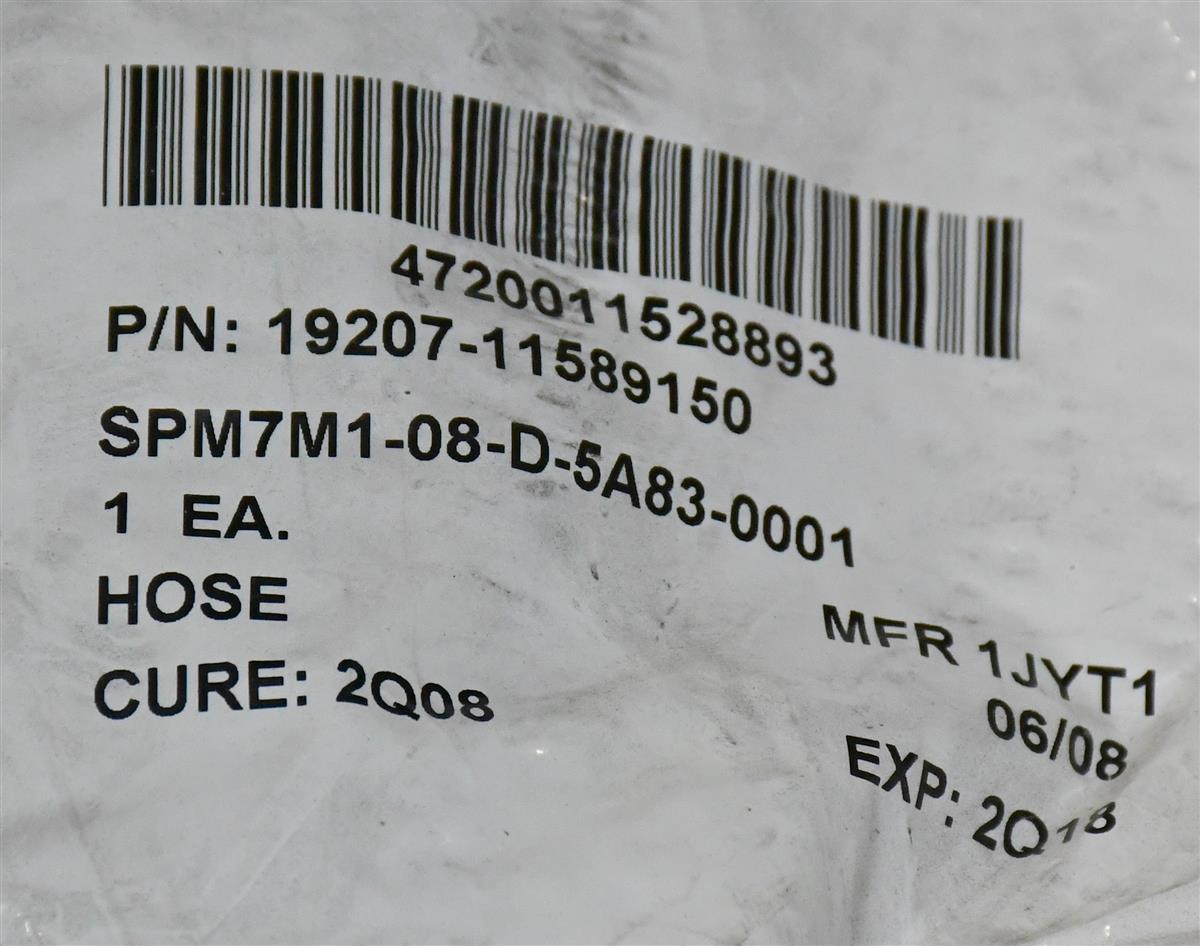 4720011528893
P/N: 19207-11589150
SPM7M1-08-D-5A83-0001
1 EA.
HOSE
CURE: 2Q08
MFR 1JYT1
06/08
EXP: 2Q18